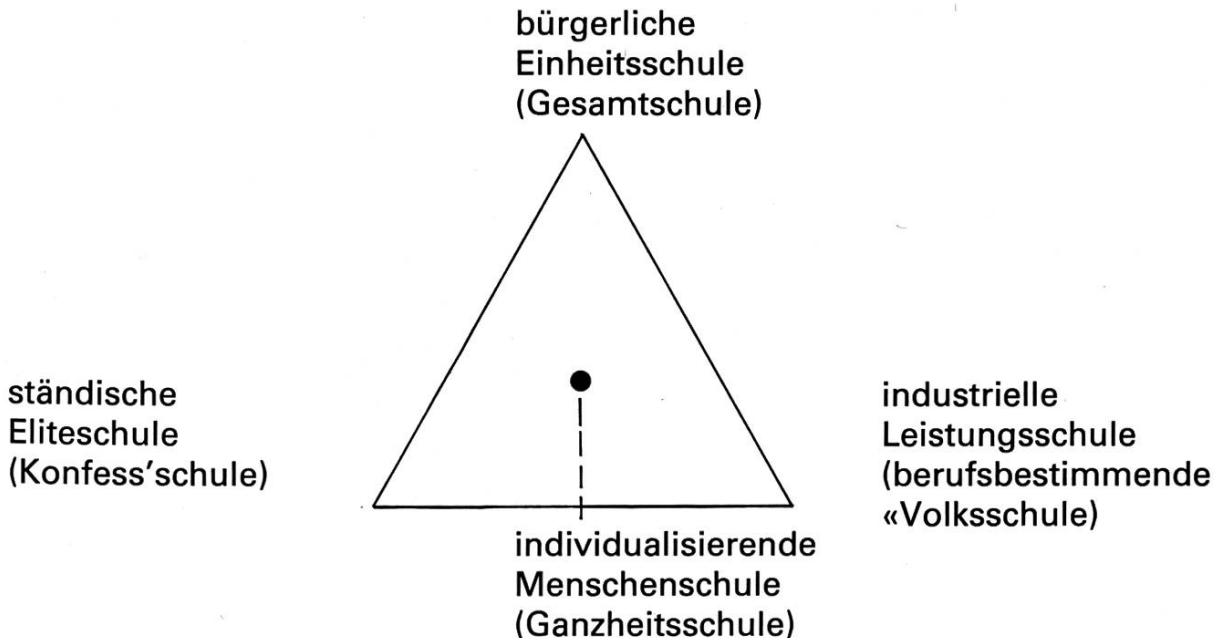 bürgerliche
Einheitsschule
(Gesamtschule)
ständische
Eliteschule
(Konfess’schule)
industrielle
Leistungsschule
(berufsbestimmende
«Volksschule)
individualisierende
Menschenschule
(Ganzheitsschule)